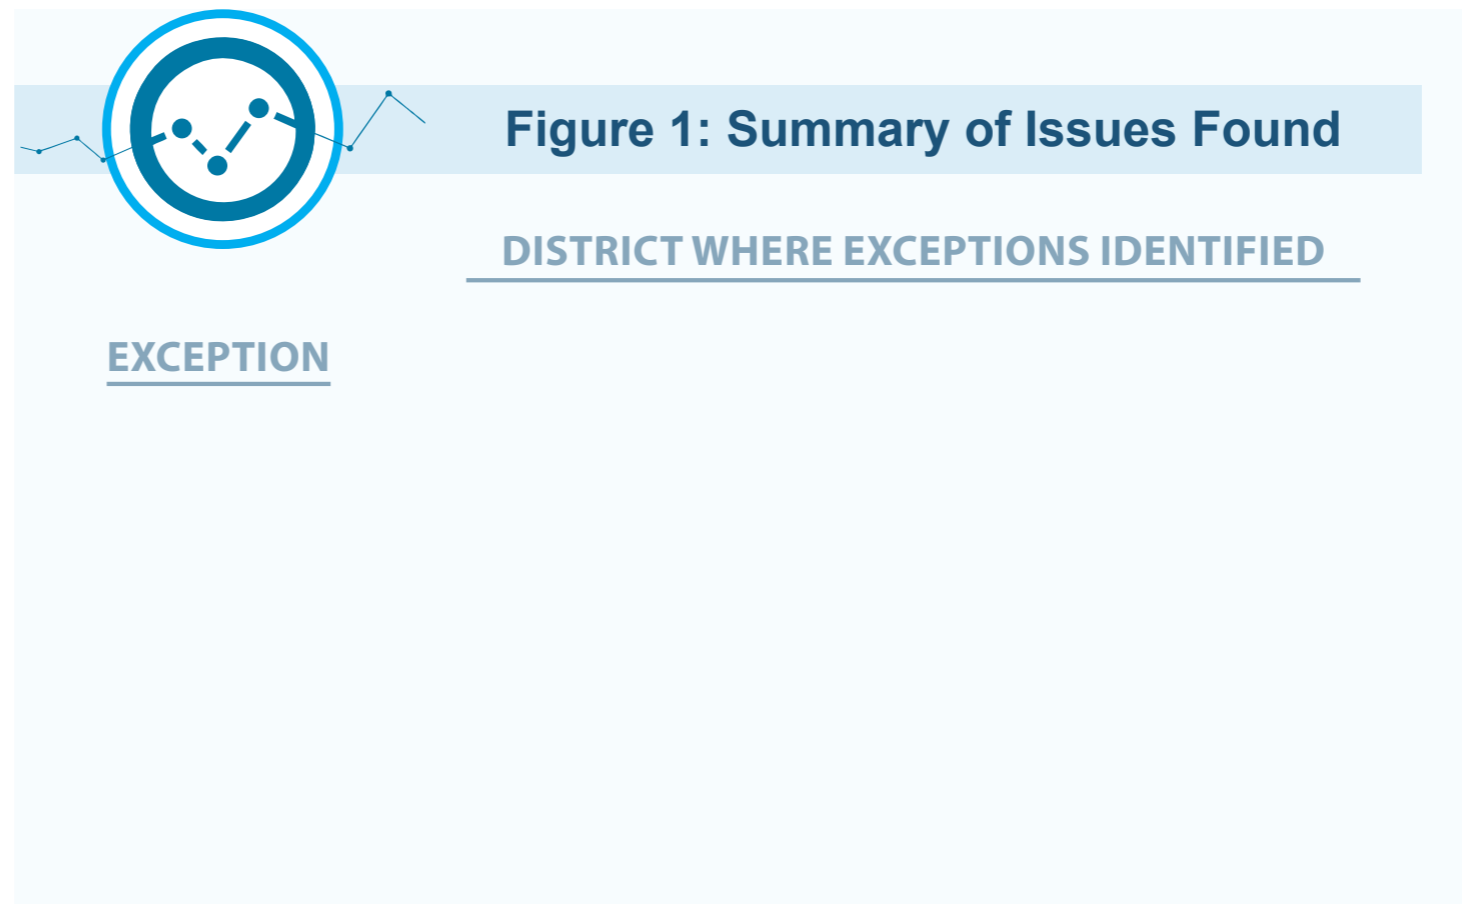 Figure 1: Summary of Issues Found
DISTRICT WHERE EXCEPTIONS IDENTIFIED
EXCEPTION